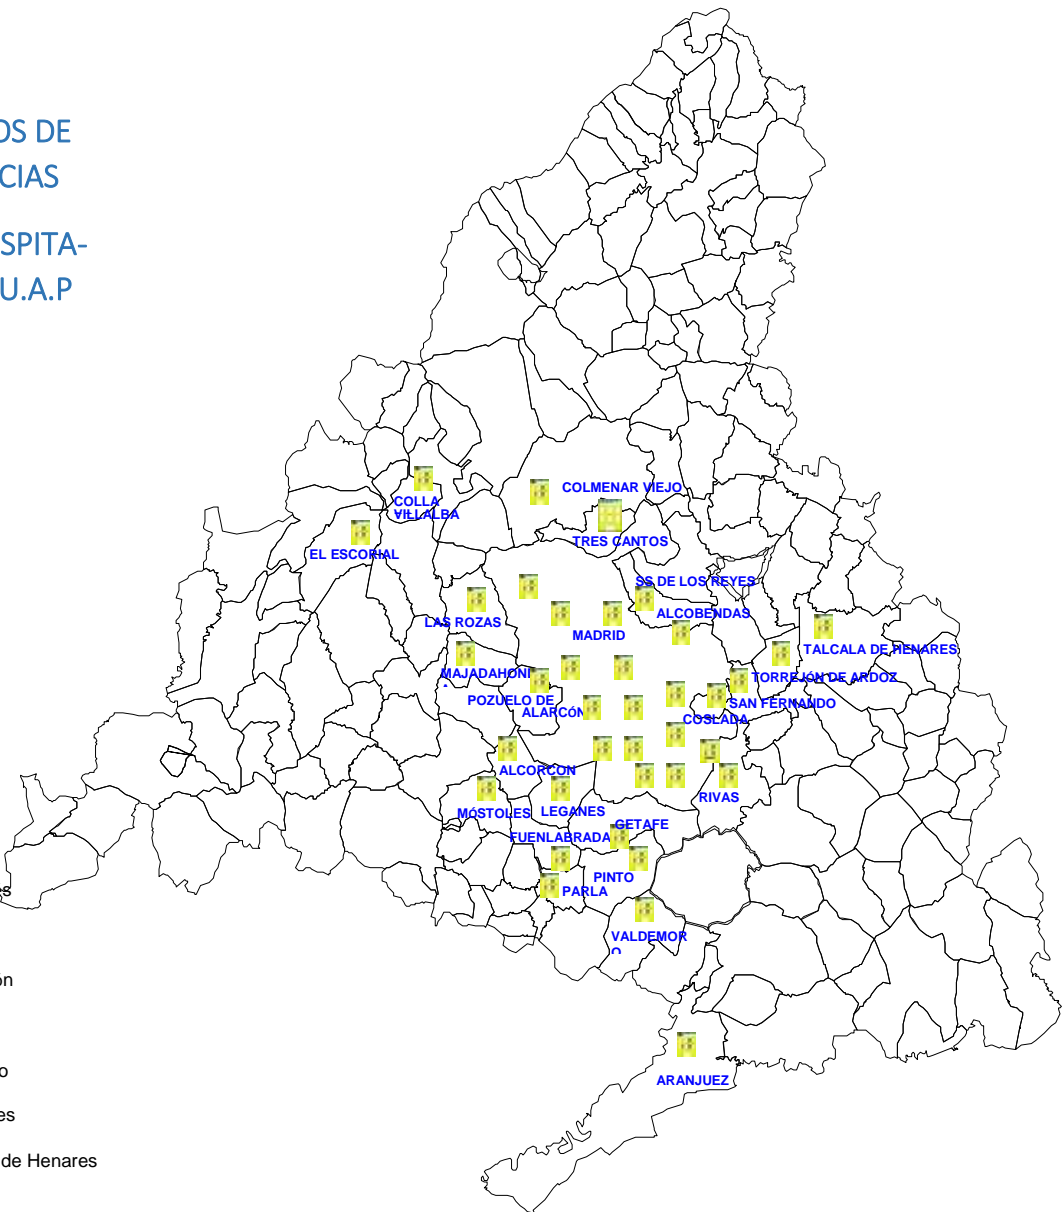 OS DE
CIAS
SPITA-
U.A.P
COLMENAR VIEJO
COLLA
VILLALBA
TRES CANTOS
EL ESCORIAL
SS DE LOS REYES
ALCOBENDAS
LAS ROZAS
MADRID
TALCALA DE HENARES
MAJADAHONI
TORREJÓN DE ARDOZ
POZUELO DE
ALARCÓN
SAN FERNANDO
COSLADA
ALCORCON
RIVAS
MÓSTOLES
LEGANES
GETAFE
FUENLABRADA
PINTO
PARLA
es
VALDEMOR
O
ón
o
ARANJUEZ
es
de Henares